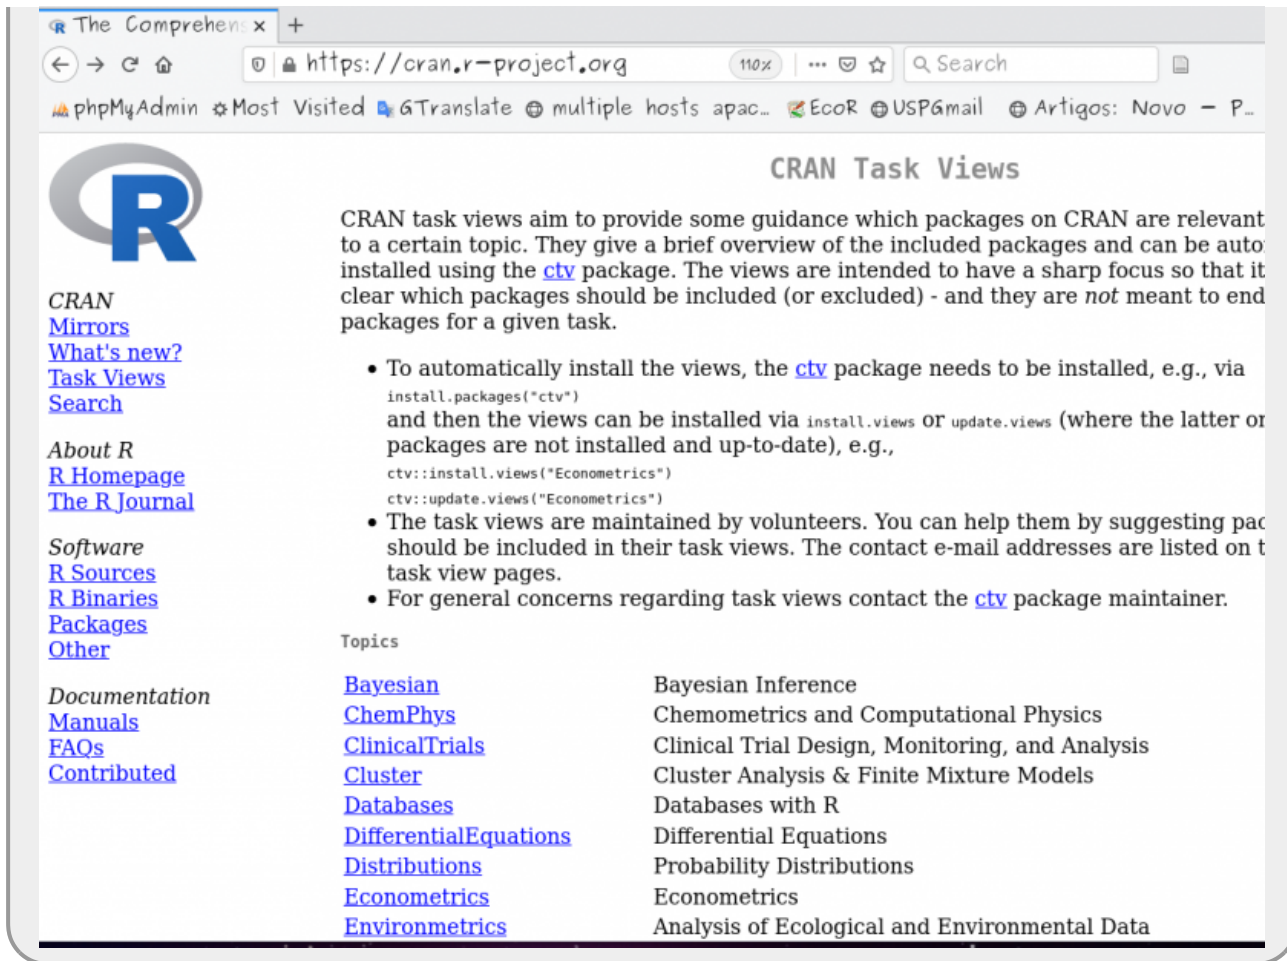 The Comprehens
https://cran.r-project.org 110% Search
phpMyAdmin Most Visited GTranslate multiple hosts apac… EcoR USPGmail Artigos: Novo — P…
R
CRAN
Mirrors
What's new?
Task Views
Search
About R
R Homepage
The R Journal
Software
R Sources
R Binaries
Packages
Other
Documentation
Manuals
FAQs
Contributed
CRAN Task Views
CRAN task views aim to provide some guidance which packages on CRAN are relevant
to a certain topic. They give a brief overview of the included packages and can be auto
installed using the ctv package. The views are intended to have a sharp focus so that it
clear which packages should be included (or excluded) - and they are not meant to end
packages for a given task.
• To automatically install the views, the ctv package needs to be installed, e.g., via
install.packages("ctv")
and then the views can be installed via install.views or update.views (where the latter or
packages are not installed and up-to-date), e.g.,
ctv::install.views("Econometrics")
ctv::update.views("Econometrics")
• The task views are maintained by volunteers. You can help them by suggesting pac
should be included in their task views. The contact e-mail addresses are listed on t
task view pages.
• For general concerns regarding task views contact the ctv package maintainer.
Topics
Bayesian Bayesian Inference
ChemPhys Chemometrics and Computational Physics
ClinicalTrials Clinical Trial Design, Monitoring, and Analysis
Cluster Cluster Analysis & Finite Mixture Models
Databases Databases with R
DifferentialEquations Differential Equations
Distributions Probability Distributions
Econometrics Econometrics
Environmetrics Analysis of Ecological and Environmental Data